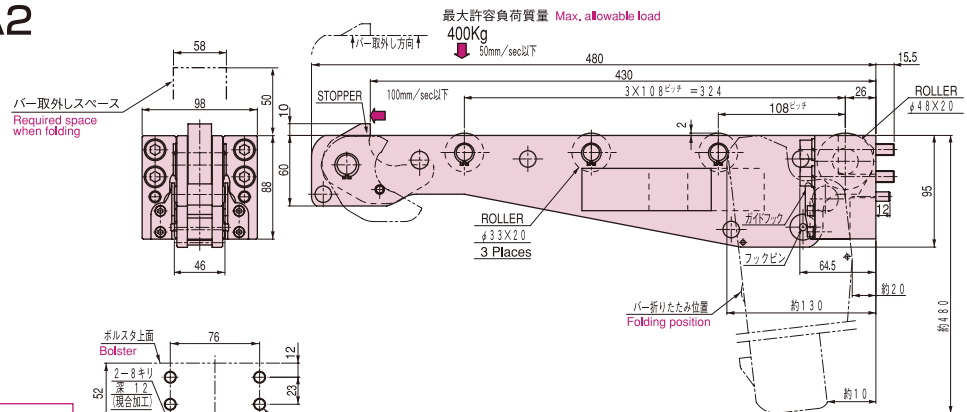 A2
最大許容負荷質量 Max. allowable load
400Kg
50mm/sec以下
バー取外し方向
58
480
15.5
430
バー取外しスペース
Required space
when folding
98
50
10
STOPPER
100mm/sec以下
3X108ピッチ =324
26
ROLLER
φ48X20
108ピッチ
2
60
88
95
12
46
ROLLER
φ33X20
3 Places
ガイドフック
フックピン
64.5
約20
約130
バー折りたたみ位置
Folding position
約480
約10
ボルスタ上面
Bolster
76
12
52
2-8キリ
深 12
(現合加工)
23